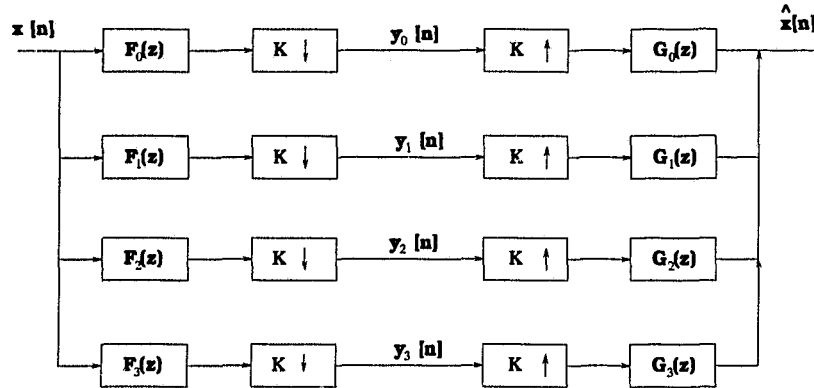 x [n] F₀(z) K ↓ y₀ [n] K ↑ G₀(z) x̂[n]
F₁(z) K ↓ y₁ [n] K ↑ G₁(z)
F₂(z) K ↓ y₂ [n] K ↑ G₂(z)
F₃(z) K ↓ y₃ [n] K ↑ G₃(z)